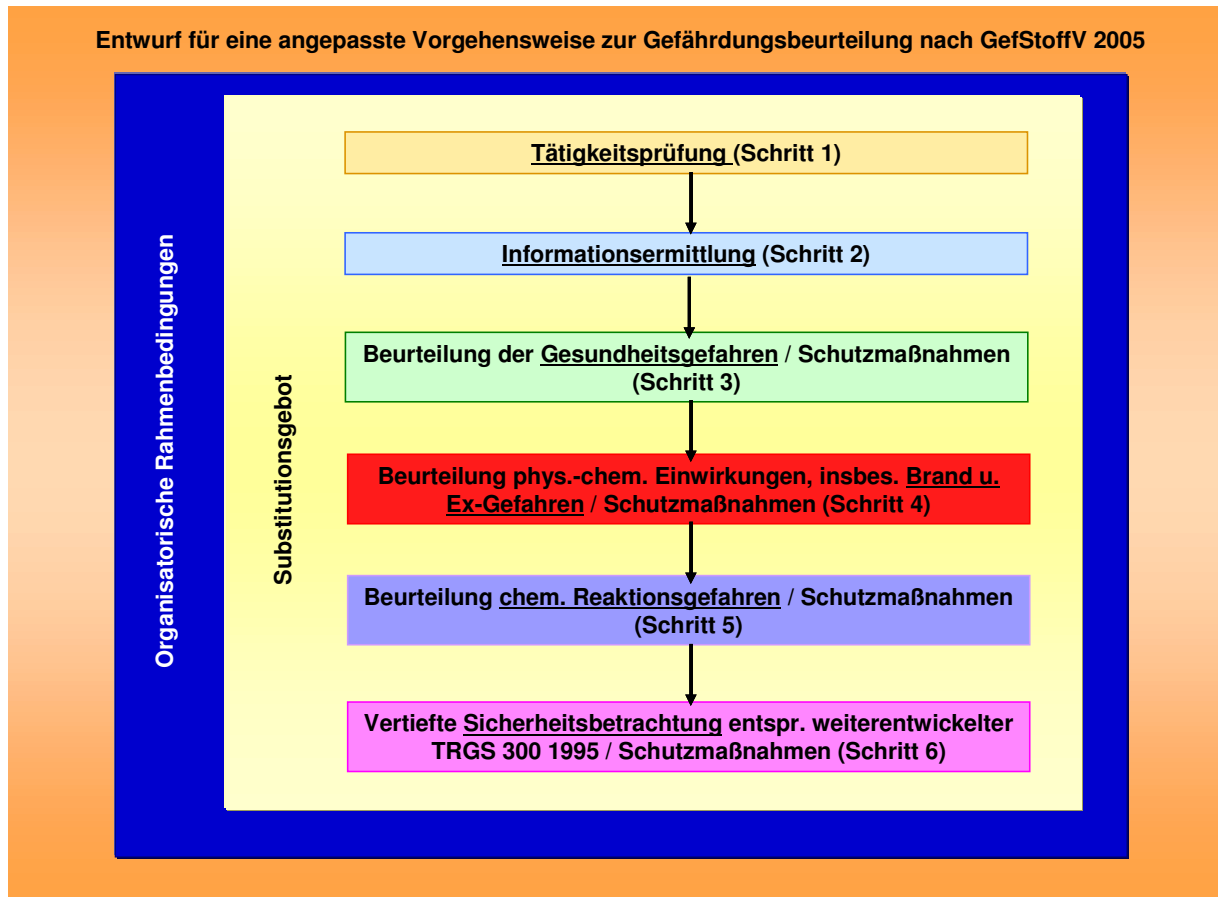 Entwurf für eine angepasste Vorgehensweise zur Gefährdungsbeurteilung nach GefStoffV 2005
Organisatorische Rahmenbedingungen
Substitutionsgebot
Tätigkeitsprüfung (Schritt 1)
Informationsermittlung (Schritt 2)
Beurteilung der Gesundheitsgefahren / Schutzmaßnahmen
(Schritt 3)
Beurteilung phys.-chem. Einwirkungen, insbes. Brand u.
Ex-Gefahren / Schutzmaßnahmen (Schritt 4)
Beurteilung chem. Reaktionsgefahren / Schutzmaßnahmen
(Schritt 5)
Vertiefte Sicherheitsbetrachtung entspr. weiterentwickelter
TRGS 300 1995 / Schutzmaßnahmen (Schritt 6)